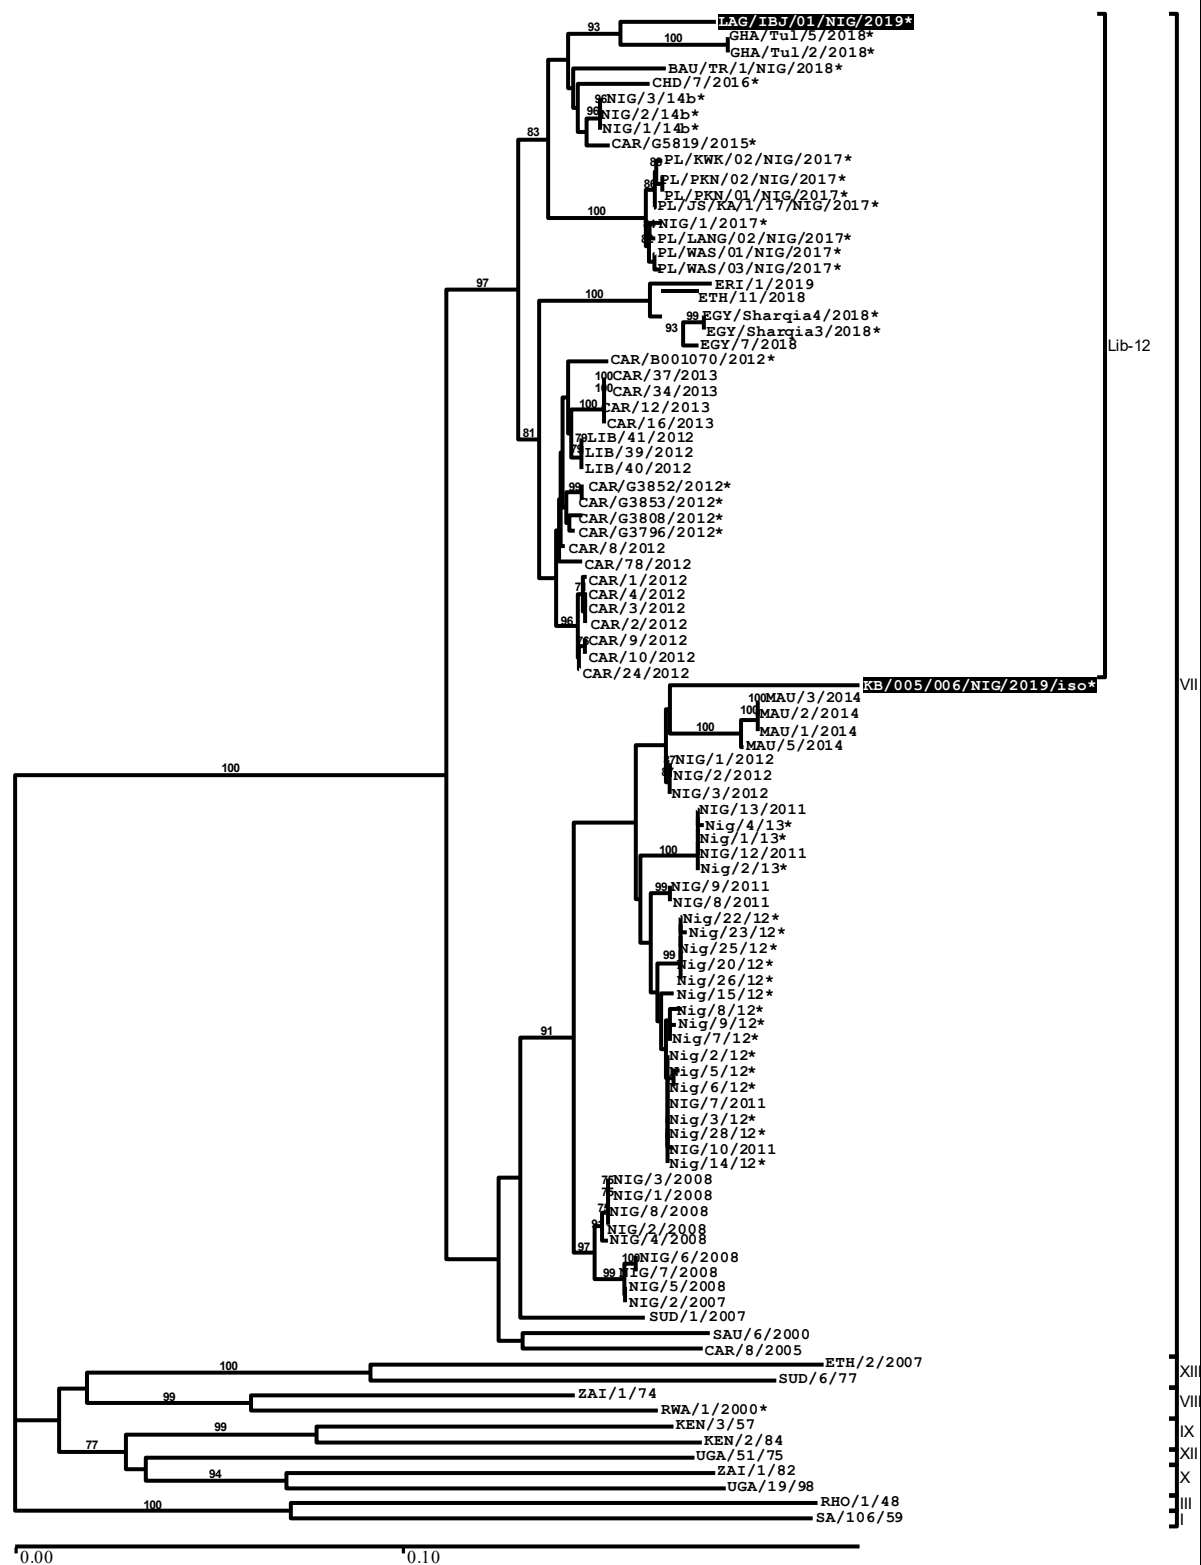 LAG/IBJ/01/NIG/2019*
93
GHA/Tul/5/2018*
100
GHA/Tul/2/2018*
BAU/TR/1/NIG/2018*
CHD/7/2016*
NIG/3/14b*
96
NIG/2/14b*
NIG/1/14b*
83
CAR/G5819/2015*
PL/KWK/02/NIG/2017*
PL/PKN/02/NIG/2017*
86
PL/PKN/01/NIG/2017*
PL/JS/KA/1/17/NIG/2017*
100
NIG/1/2017*
PL/LANG/02/NIG/2017*
PL/WAS/01/NIG/2017*
PL/WAS/03/NIG/2017*
97
ERI/1/2019
100
ETH/11/2018
EGY/Sharqia4/2018*
99
93
EGY/Sharqia3/2018*
EGY/7/2018
Lib-12
CAR/B001070/2012*
100
CAR/37/2013
100
CAR/34/2013
100
CAR/12/2013
CAR/16/2013
81
79
LIB/41/2012
79
LIB/39/2012
LIB/40/2012
99
CAR/G3852/2012*
CAR/G3853/2012*
CAR/G3808/2012*
CAR/G3796/2012*
CAR/8/2012
CAR/78/2012
CAR/1/2012
CAR/4/2012
CAR/3/2012
96
CAR/2/2012
76
CAR/9/2012
CAR/10/2012
CAR/24/2012
KB/005/006/NIG/2019/iso*
VII
100
MAU/3/2014
100
MAU/2/2014
100
MAU/1/2014
MAU/5/2014
NIG/1/2012
100
NIG/2/2012
NIG/3/2012
NIG/13/2011
Nig/4/13*
Nig/1/13*
100
NIG/12/2011
Nig/2/13*
99
NIG/9/2011
NIG/8/2011
Nig/22/12*
Nig/23/12*
Nig/25/12*
99
Nig/20/12*
Nig/26/12*
Nig/15/12*
Nig/8/12*
Nig/9/12*
91
Nig/7/12*
Nig/2/12*
Nig/5/12*
Nig/6/12*
NIG/7/2011
Nig/3/12*
Nig/28/12*
NIG/10/2011
Nig/14/12*
NIG/3/2008
NIG/1/2008
NIG/8/2008
NIG/2/2008
NIG/4/2008
97
100
NIG/6/2008
99
NIG/7/2008
NIG/5/2008
NIG/2/2007
SUD/1/2007
SAU/6/2000
CAR/8/2005
ETH/2/2007
100
XIII
SUD/6/77
ZAI/1/74
99
VIII
RWA/1/2000*
KEN/3/57
99
IX
77
KEN/2/84
UGA/51/75
XII
94
ZAI/1/82
X
UGA/19/98
100
RHO/1/48
III
SA/106/59
I
0.00
0.10